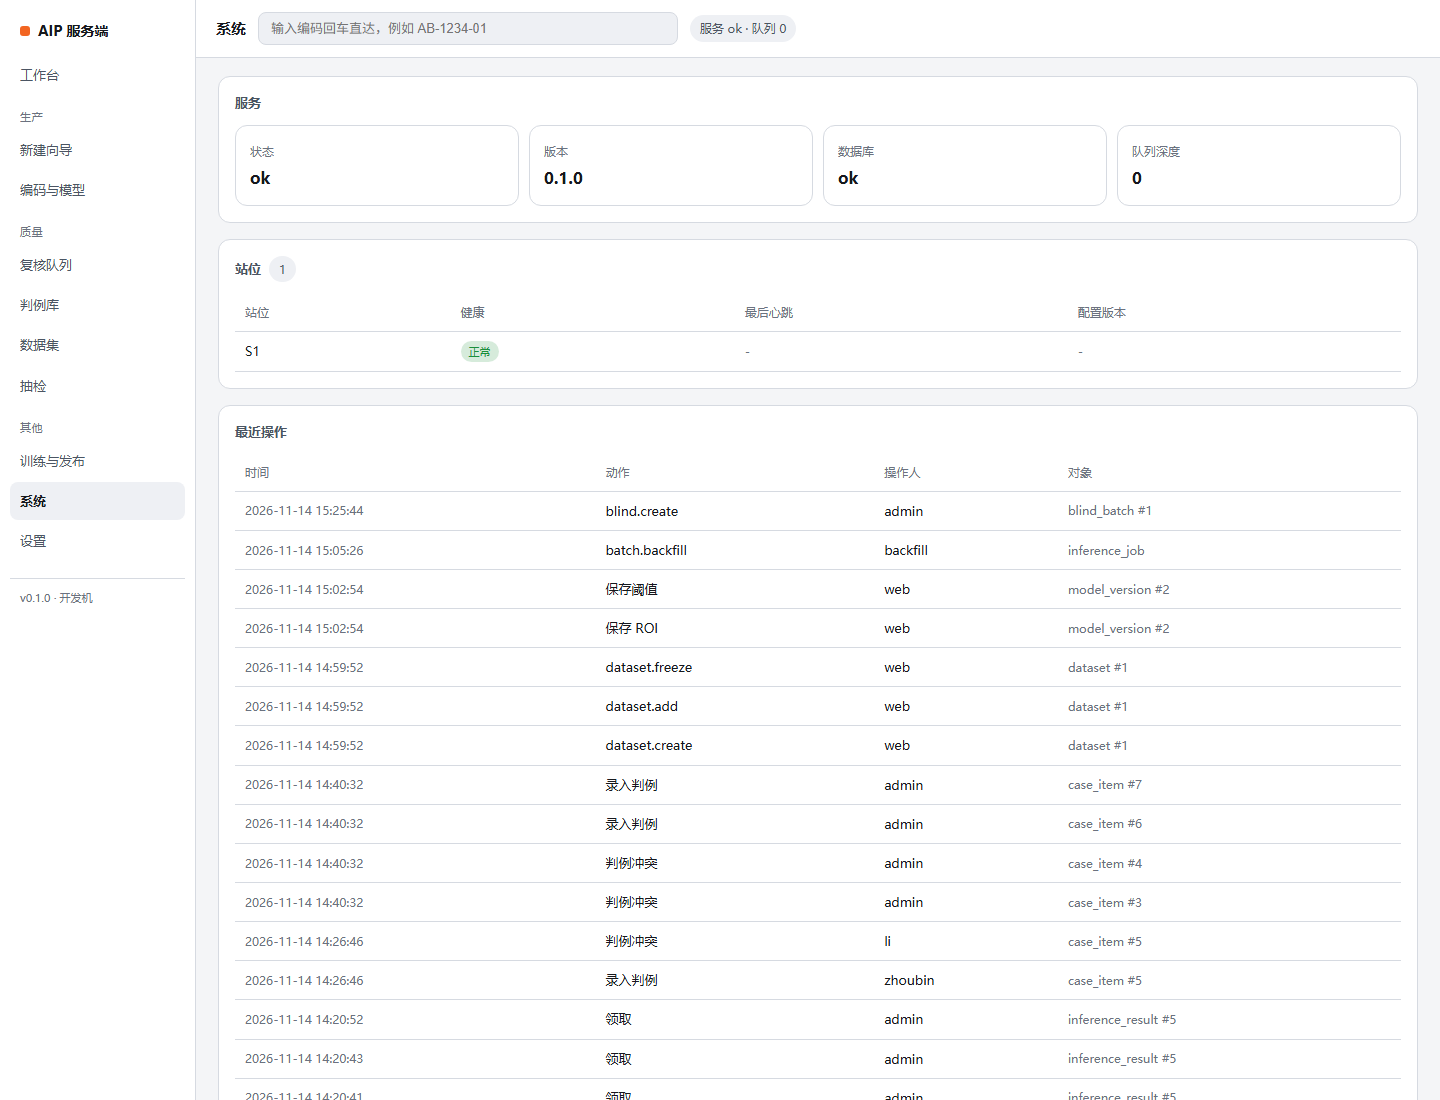 AIP 服务端
工作台
生产
新建向导
编码与模型
质量
复核队列
判例库
数据集
抽检
其他
训练与发布
系统
设置
v0.1.0 · 开发机
系统
输入编码回车直达，例如 AB-1234-01
服务 ok · 队列 0
服务
状态 版本 数据库 队列深度
ok 0.1.0 ok 0
站位 1
站位 健康 最后心跳 配置版本
S1 正常 - -
最近操作
时间 动作 操作人 对象
2026-11-14 15:25:44 blind.create admin blind_batch #1
2026-11-14 15:05:26 batch.backfill backfill inference_job
2026-11-14 15:02:54 保存阈值 web model_version #2
2026-11-14 15:02:54 保存 ROI web model_version #2
2026-11-14 14:59:52 dataset.freeze web dataset #1
2026-11-14 14:59:52 dataset.add web dataset #1
2026-11-14 14:59:52 dataset.create web dataset #1
2026-11-14 14:40:32 录入判例 admin case_item #7
2026-11-14 14:40:32 录入判例 admin case_item #6
2026-11-14 14:40:32 判例冲突 admin case_item #4
2026-11-14 14:40:32 判例冲突 admin case_item #3
2026-11-14 14:26:46 判例冲突 li case_item #5
2026-11-14 14:26:46 录入判例 zhoubin case_item #5
2026-11-14 14:20:52 领取 admin inference_result #5
2026-11-14 14:20:43 领取 admin inference_result #5
2026-11-14 14:20:41 领取 admin inference_result #5